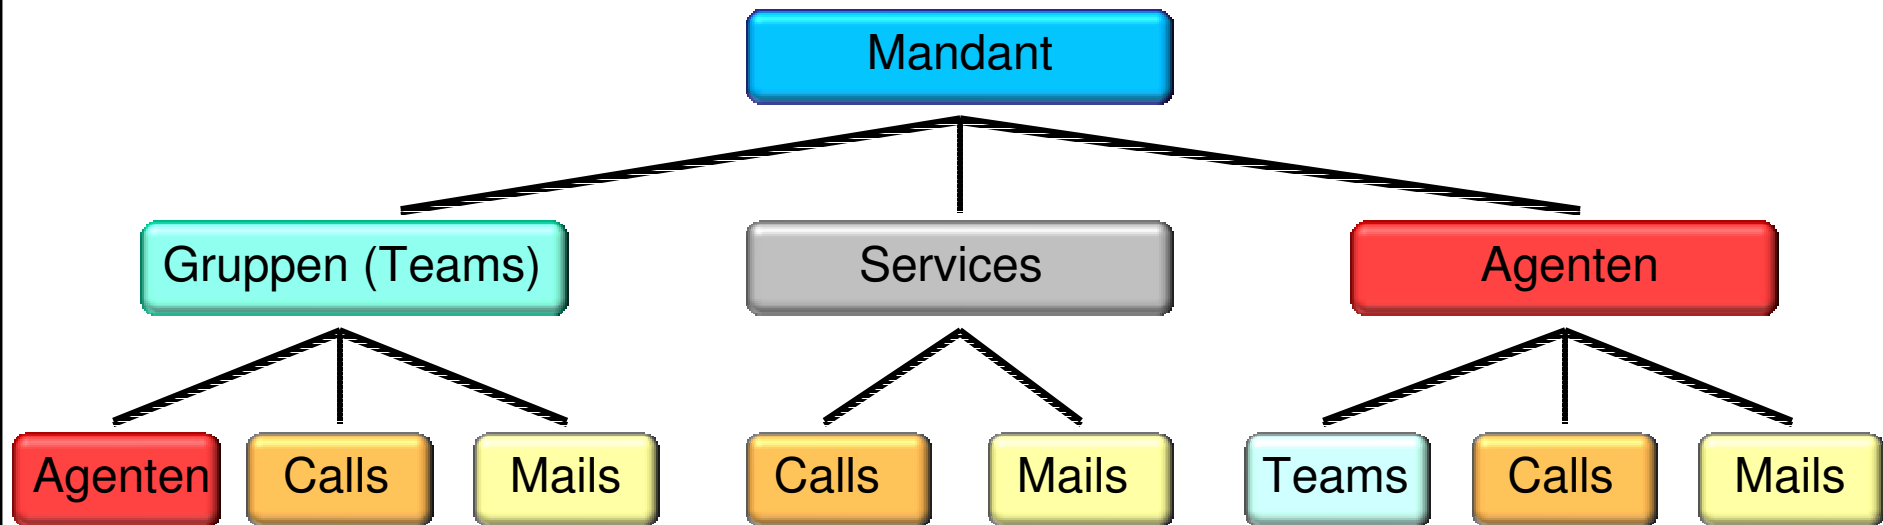 Mandant
Gruppen (Teams)
Services
Agenten
Agenten
Calls
Mails
Calls
Mails
Teams
Calls
Mails